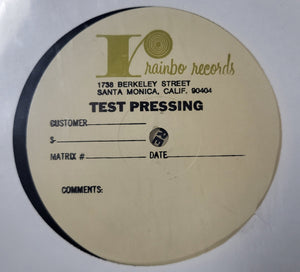 rainbo records
1738 BERKELEY STREET
SANTA MONICA, CALIF. 90404
TEST PRESSING
CUSTOMER
S-
MATRIX # DATE
COMMENTS: